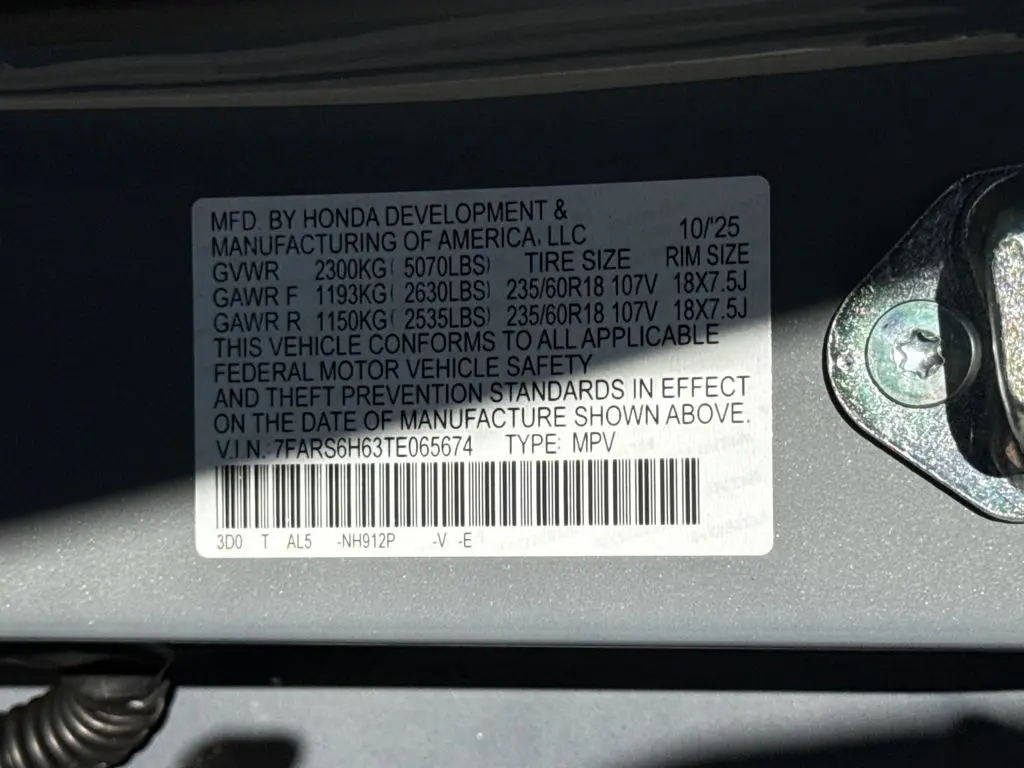 MFD. BY HONDA DEVELOPMENT &
MANUFACTURING OF AMERICA, LLC 10/'25
GVWR 2300KG( 5070LBS) TIRE SIZE RIM SIZE
GAWR F 1193KG( 2630LBS) 235/60R18 107V 18X7.5J
GAWR R 1150KG( 2535LBS) 235/60R18 107V 18X7.5J
THIS VEHICLE CONFORMS TO ALL APPLICABLE
FEDERAL MOTOR VEHICLE SAFETY
AND THEFT PREVENTION STANDARDS IN EFFECT
ON THE DATE OF MANUFACTURE SHOWN ABOVE.
V.I.N.: 7FARS6H63TE065674 TYPE: MPV
3D0 T AL5 -NH912P -V -E